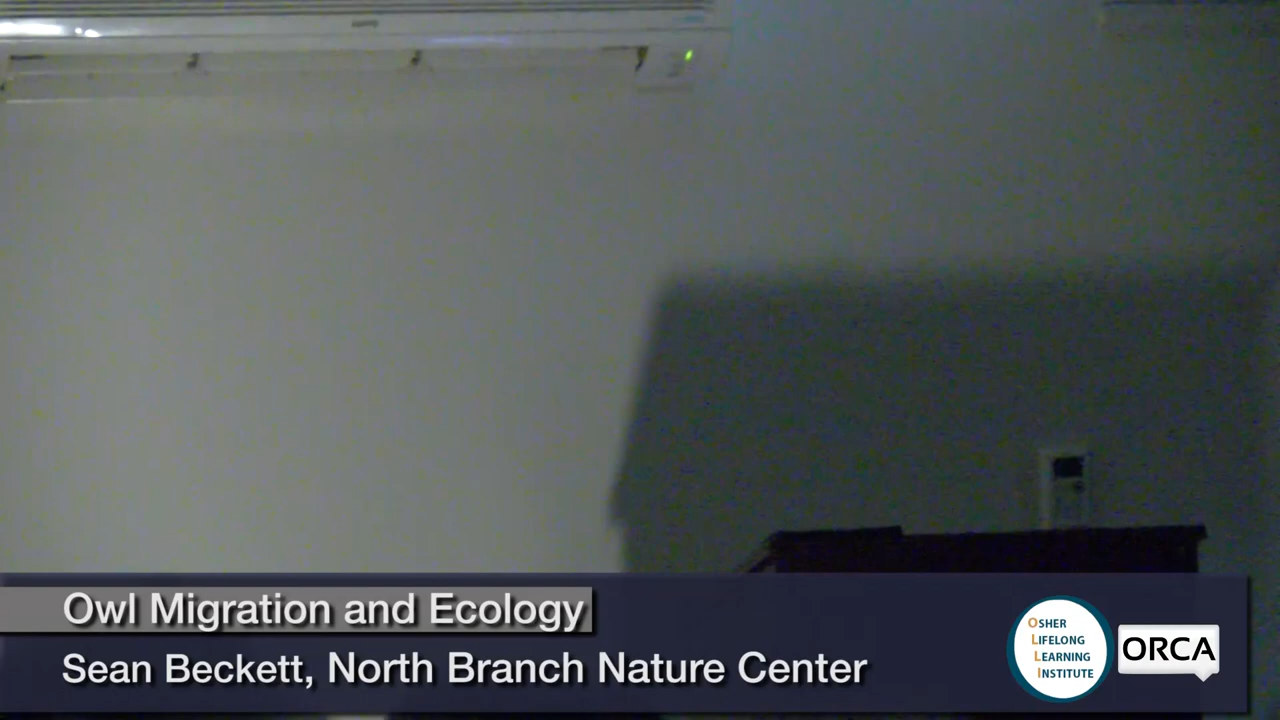 Owl Migration and Ecology
Sean Beckett, North Branch Nature Center
OSHER
LIFELONG
LEARNING
INSTITUTE
ORCA